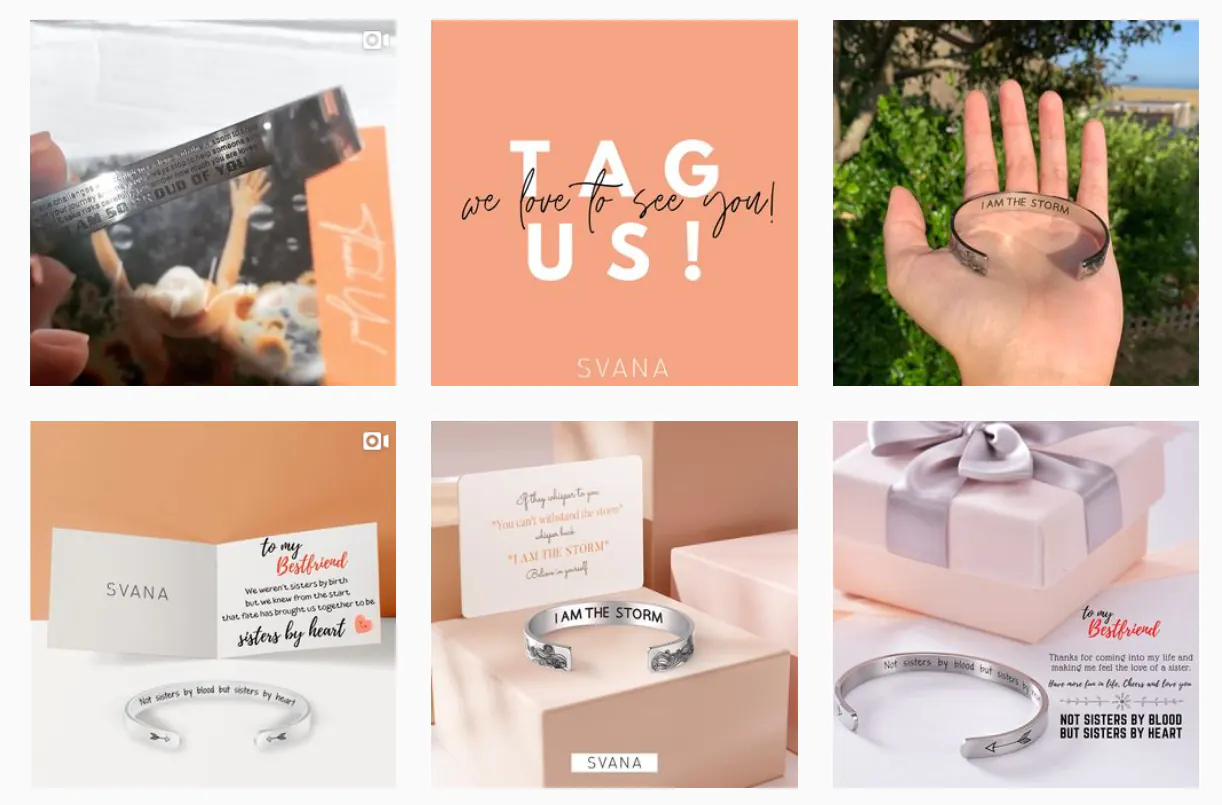 I AM SO PROUD OF YOU
TAG
we love to see you!
US!
SVANA
I AM THE STORM
SVANA
to my
Bestfriend
We weren't sisters by birth
but we knew from the start
that fate has brought us together to be
sisters by heart
Not sisters by blood but sisters by heart
If they whisper to you
"You can't withstand the storm"
whisper back
"I AM THE STORM"
Believe in yourself
I AM THE STORM
SVANA
to my
Bestfriend
Thanks for coming into my life and
making me feel the love of a sister.
Have more fun in life, Cheers and love you
NOT SISTERS BY BLOOD
BUT SISTERS BY HEART
Not sisters by blood but sisters by